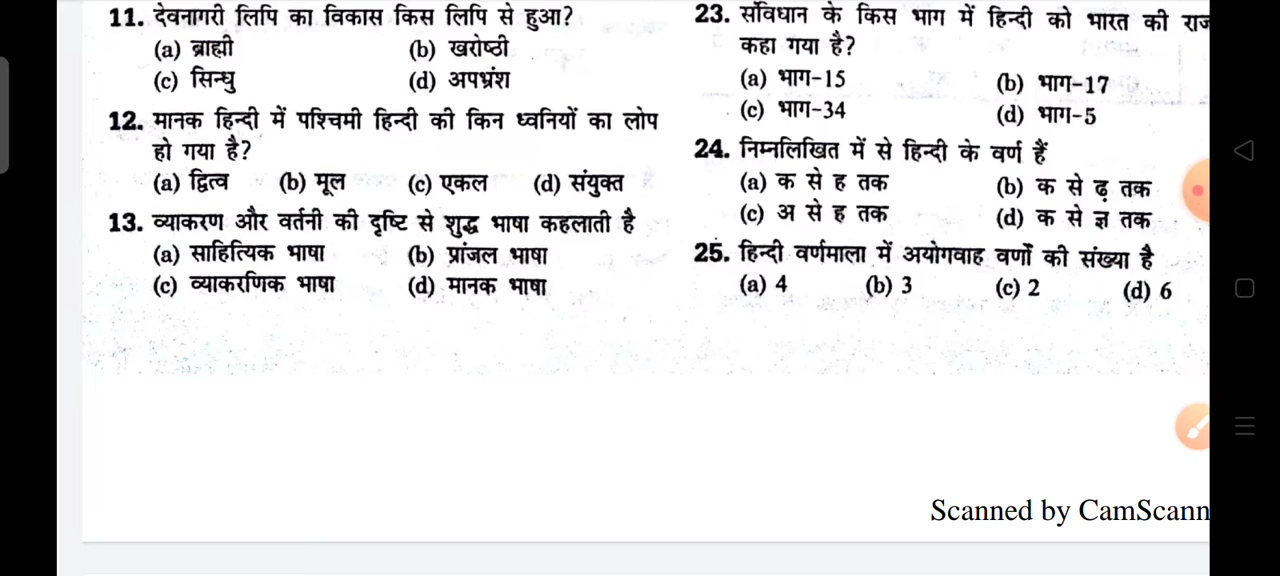 11. देवनागरी लिपि का विकास किस लिपि से हुआ?
(a) ब्राह्मी (b) खरोष्ठी
(c) सिन्धु (d) अपभ्रंश
12. मानक हिन्दी में पश्चिमी हिन्दी की किन ध्वनियों का लोप
हो गया है?
(a) द्वित्व (b) मूल (c) एकल (d) संयुक्त
13. व्याकरण और वर्तनी की दृष्टि से शुद्ध भाषा कहलाती है
(a) साहित्यिक भाषा (b) प्रांजल भाषा
(c) व्याकरणिक भाषा (d) मानक भाषा
23. संविधान के किस भाग में हिन्दी को भारत की राज
कहा गया है?
(a) भाग-15 (b) भाग-17
(c) भाग-34 (d) भाग-5
24. निम्नलिखित में से हिन्दी के वर्ण हैं
(a) क से ह तक (b) क से ढ़ तक
(c) अ से ह तक (d) क से ज्ञ तक
25. हिन्दी वर्णमाला में अयोगवाह वर्णों की संख्या है
(a) 4 (b) 3 (c) 2 (d) 6
Scanned by CamScann